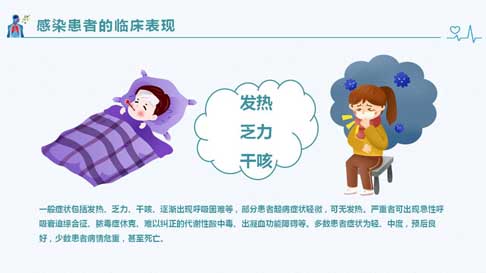 感染患者的临床表现
发热
乏力
干咳
一般症状包括发热、乏力、干咳、逐渐出现呼吸困难等，部分患者起病症状轻微，可无发热。严重者可出现急性呼
吸窘迫综合征、脓毒症休克、难以纠正的代谢性酸中毒、出凝血功能障碍等。多数患者症状为轻、中度，预后良
好，少数患者病情危重，甚至死亡。